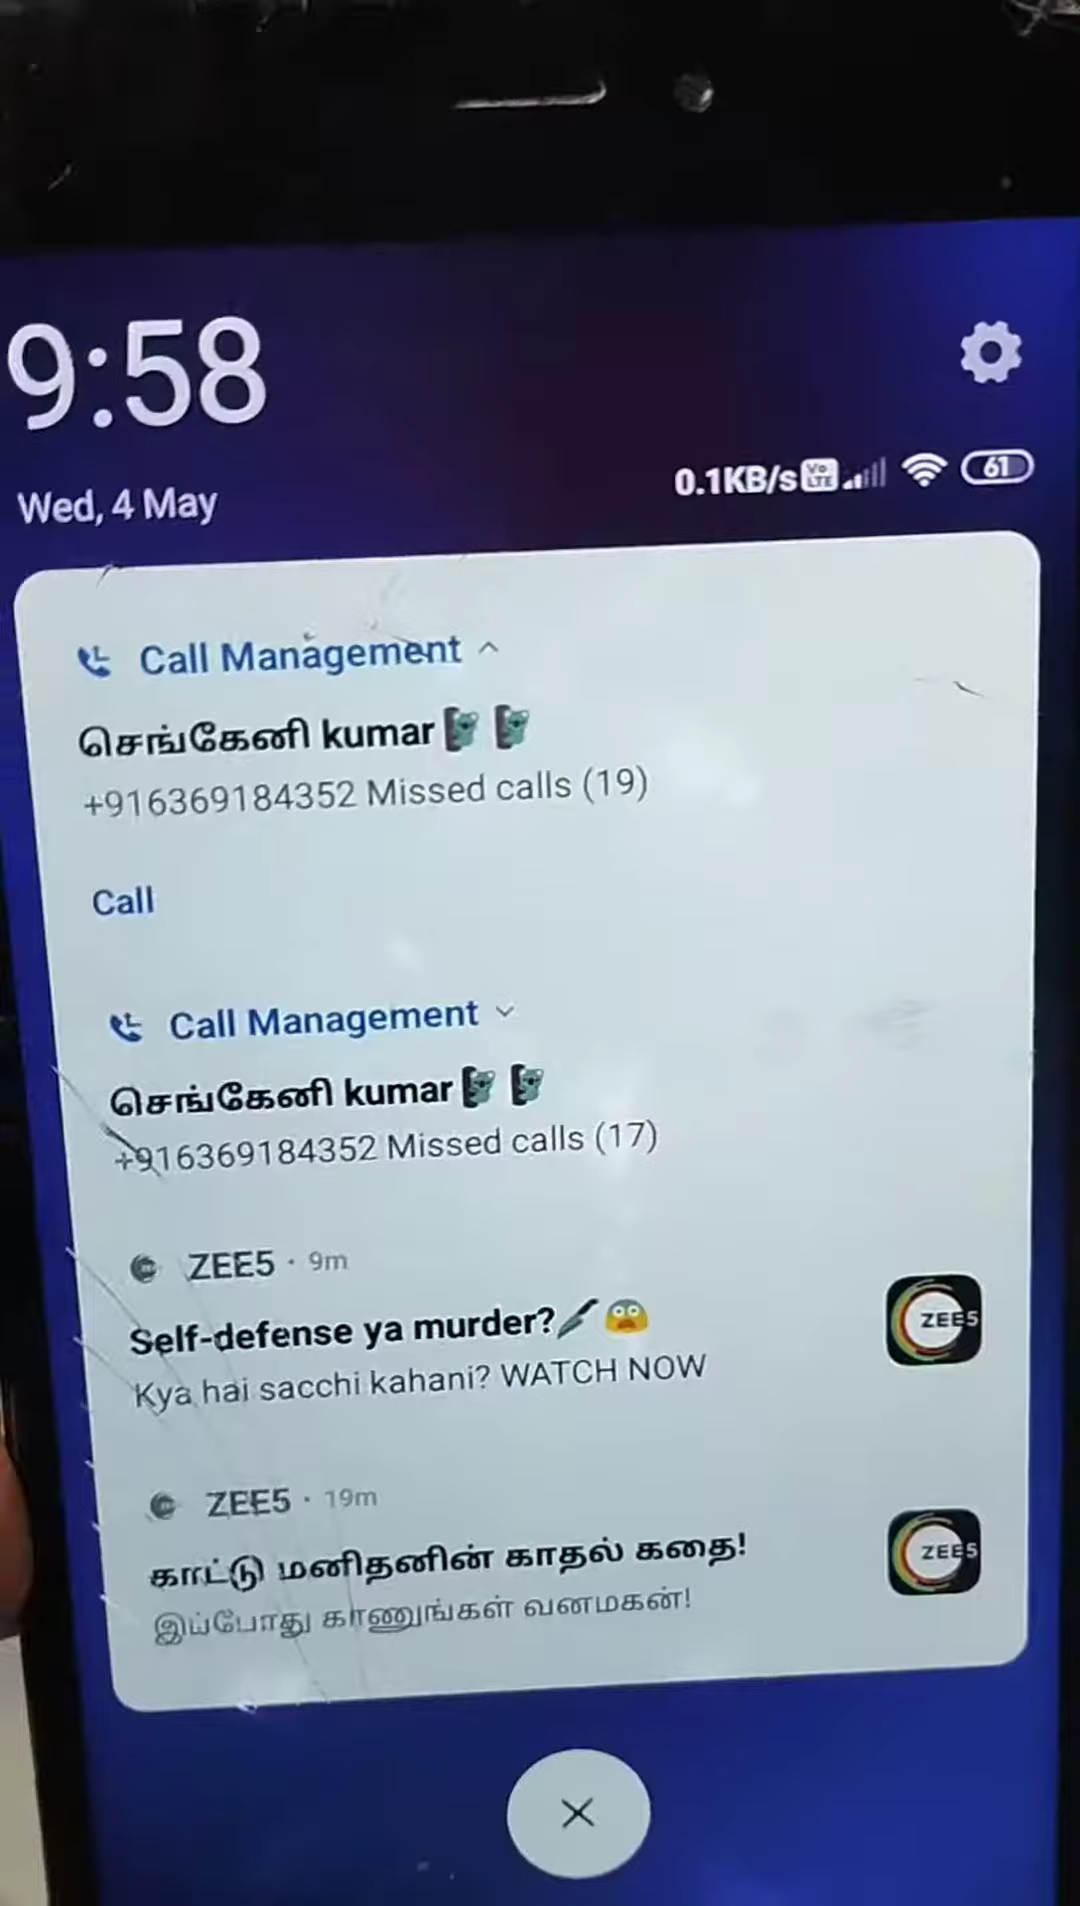 9:58
0.1KB/s Vo LTE 61
Wed, 4 May
Call Management
செங்கேனி kumar
+916369184352 Missed calls (19)
Call
Call Management
செங்கேனி kumar
+916369184352 Missed calls (17)
ZEE5 · 9m
Self-defense ya murder?🖋😨
Kya hai sacchi kahani? WATCH NOW
ZEE5
ZEE5 · 19m
காட்டு மனிதனின் காதல் கதை!
இப்போது காணுங்கள் வனமகன்!
ZEE5